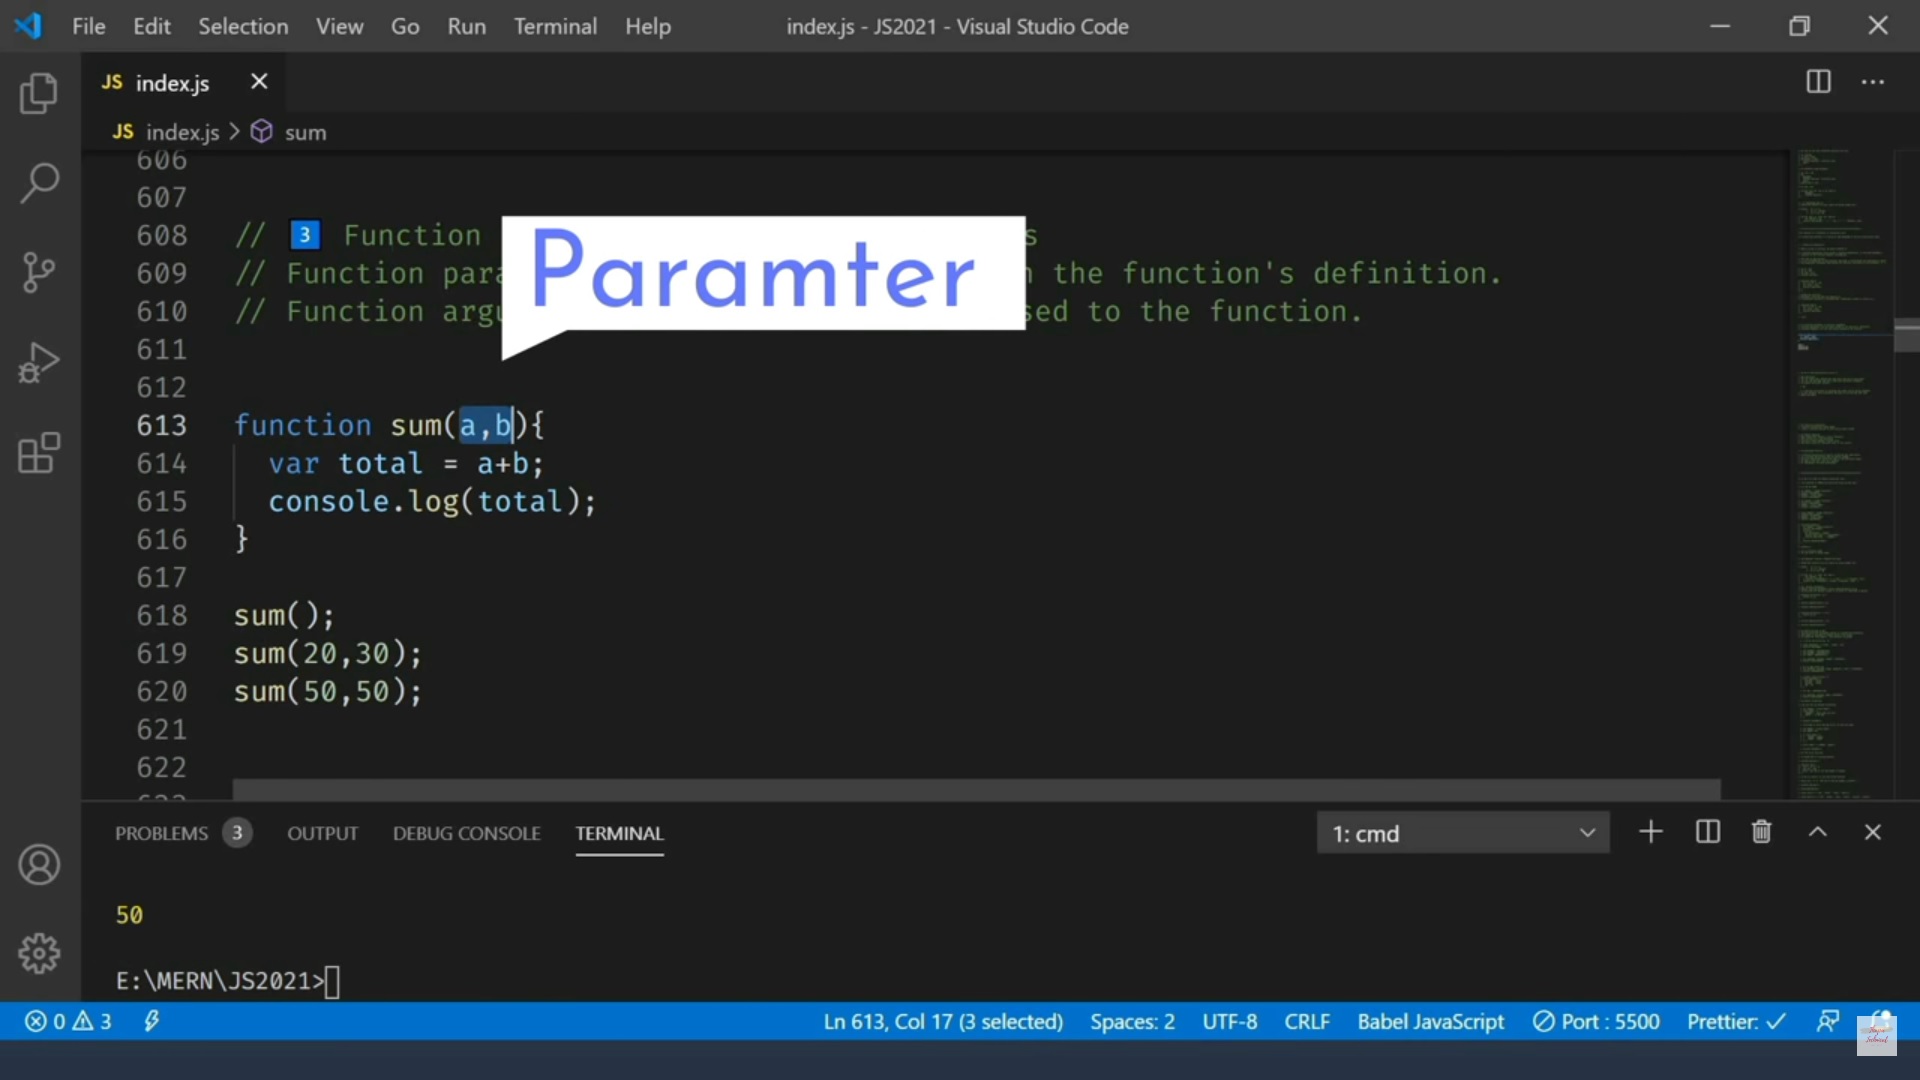 File Edit Selection View Go Run Terminal Help index.js - JS2021 - Visual Studio Code
JS index.js
JS index.js > sum
606
607
608 // 3 Function s
609 // Function para the function's definition.
610 // Function argu sed to the function.
Paramter
611
612
613 function sum(a,b){
614 var total = a+b;
615 console.log(total);
616 }
617
618 sum();
619 sum(20,30);
620 sum(50,50);
621
622
PROBLEMS 3 OUTPUT DEBUG CONSOLE TERMINAL 1: cmd
50
E:\MERN\JS2021>
0 3 Ln 613, Col 17 (3 selected) Spaces: 2 UTF-8 CRLF Babel JavaScript Port : 5500 Prettier: ✓